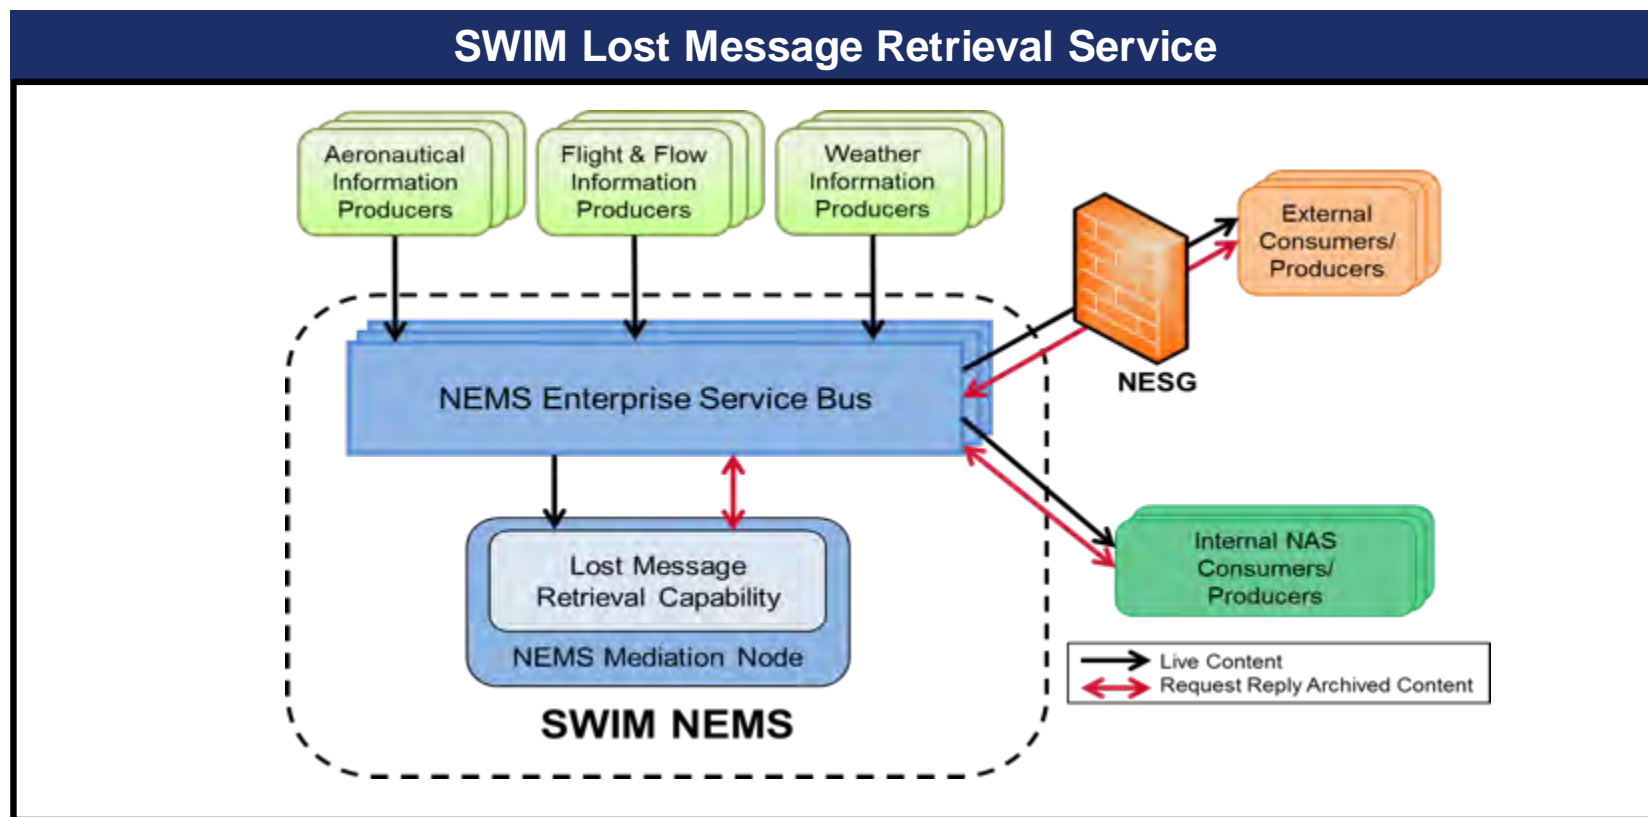 SWIM Lost Message Retrieval Service
Aeronautical
Information
Producers
Flight & Flow
Information
Producers
Weather
Information
Producers
External
Consumers/
Producers
NESG
NEMS Enterprise Service Bus
Lost Message
Retrieval Capability
NEMS Mediation Node
SWIM NEMS
Internal NAS
Consumers/
Producers
Live Content
Request Reply Archived Content